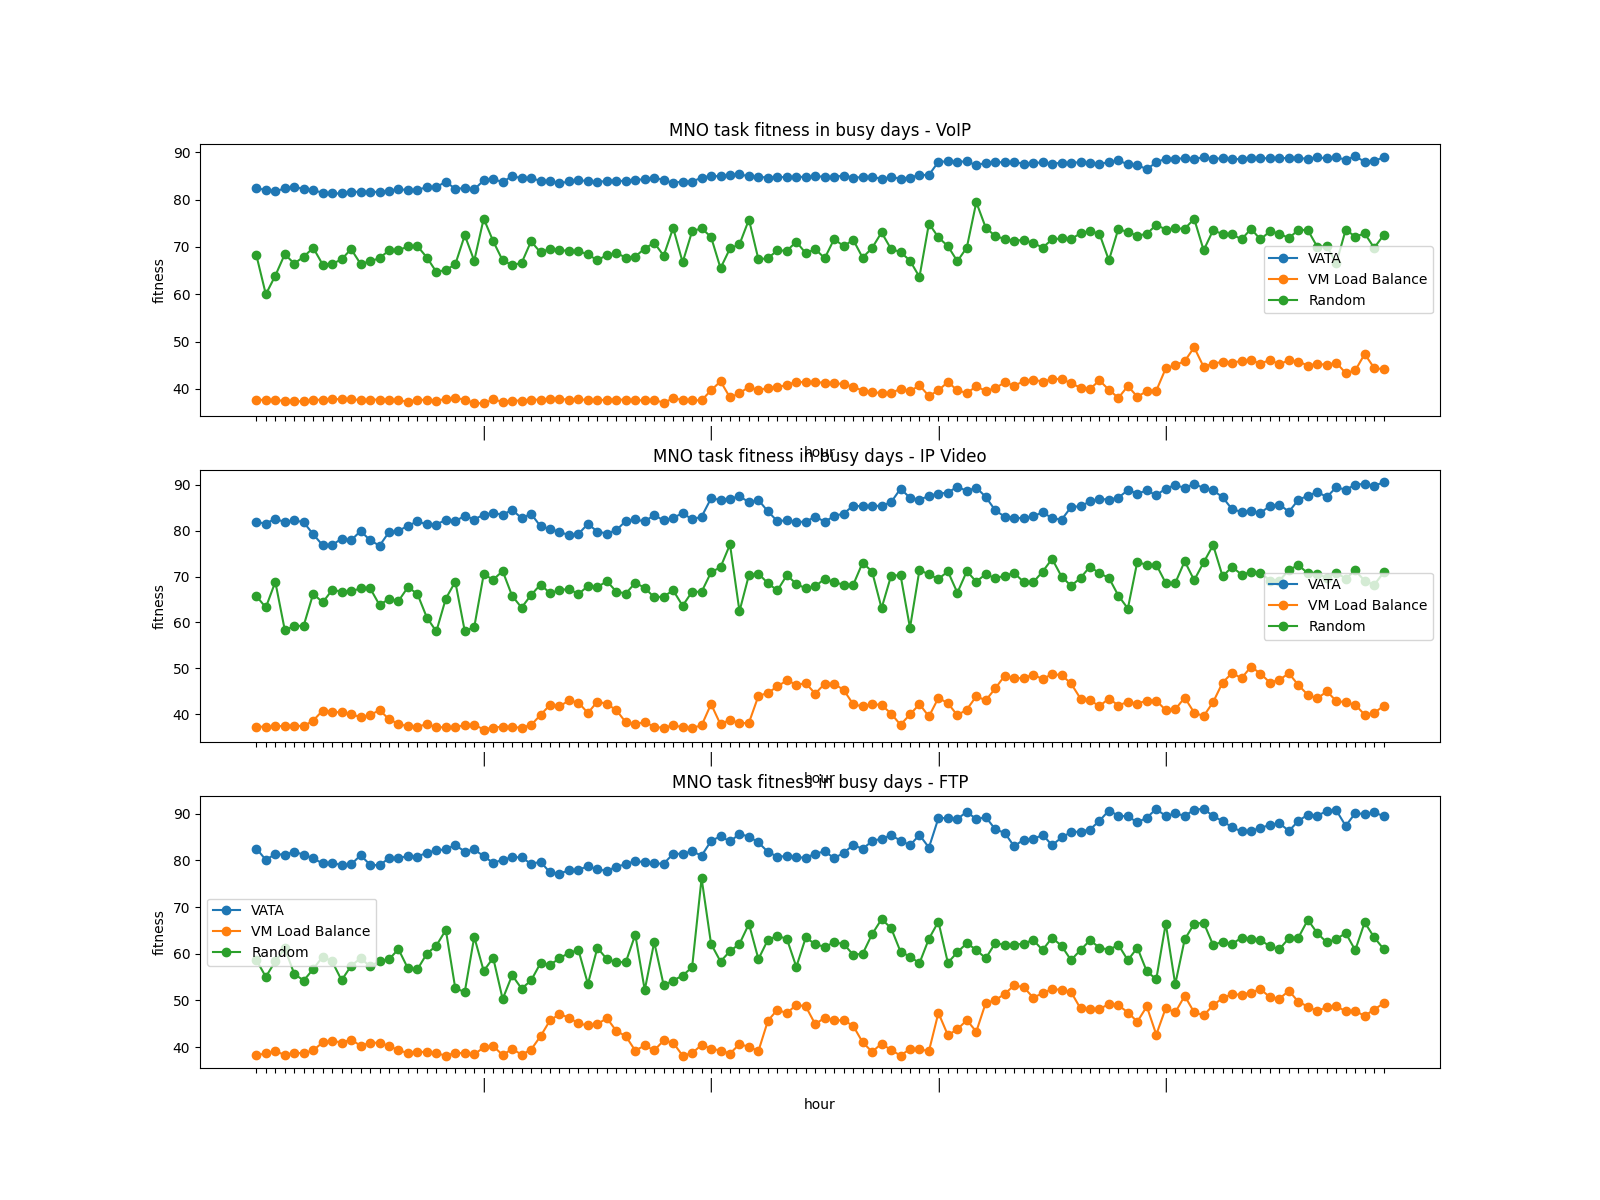 MNO task fitness in busy days - VoIP
90
80
70
60
50
40
fitness
VATA
VM Load Balance
Random
|
|
|
|
hour
MNO task fitness in busy days - IP Video
90
80
70
60
50
40
fitness
VATA
VM Load Balance
Random
|
|
|
|
hour
MNO task fitness in busy days - FTP
90
80
70
60
50
40
fitness
VATA
VM Load Balance
Random
|
|
|
|
hour